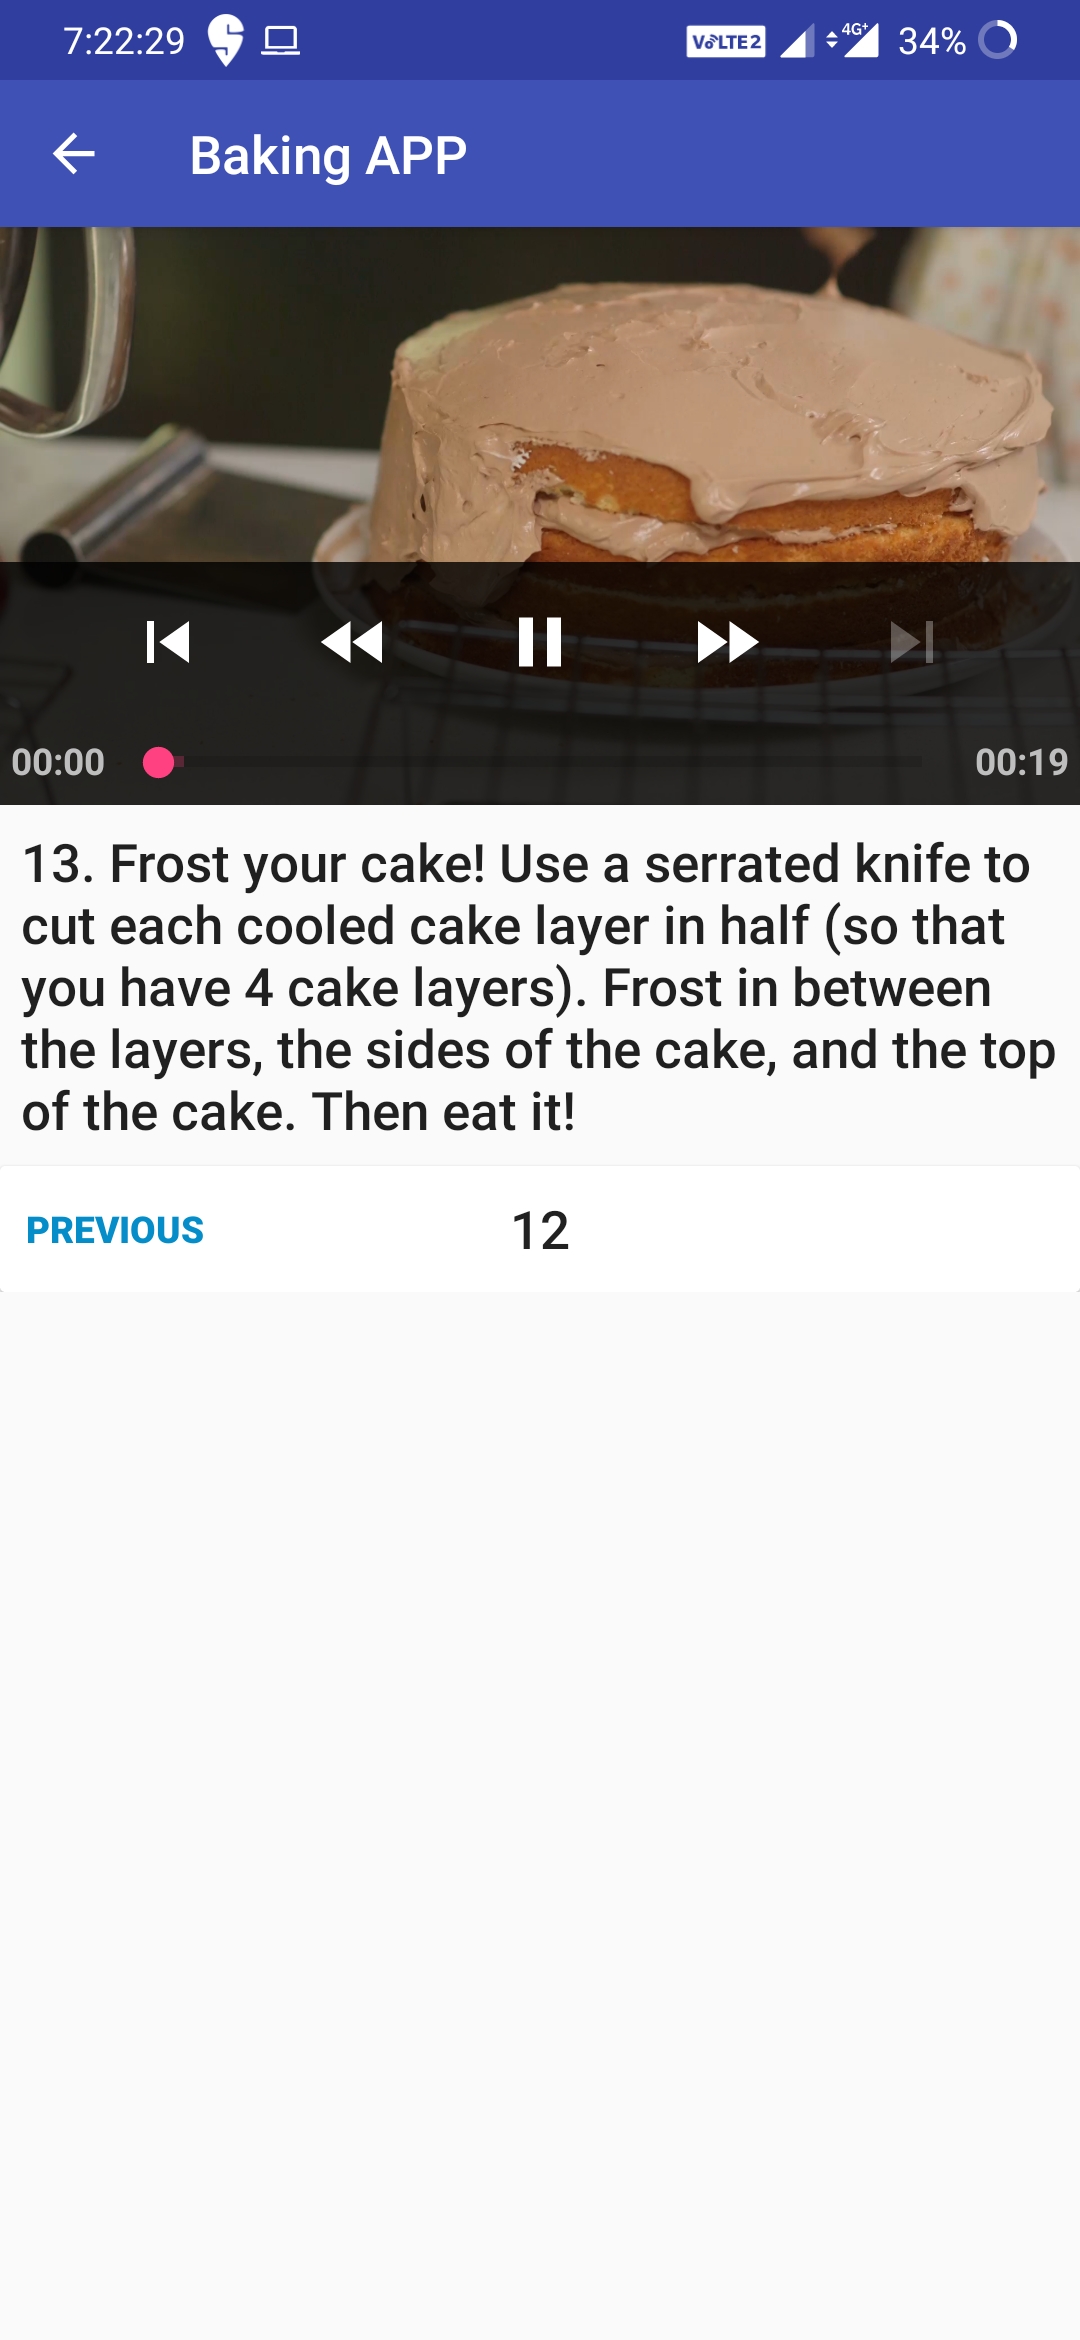 7:22:29 VoLTE2 4G+ 34%
Baking APP
00:00 00:19
13. Frost your cake! Use a serrated knife to
cut each cooled cake layer in half (so that
you have 4 cake layers). Frost in between
the layers, the sides of the cake, and the top
of the cake. Then eat it!
PREVIOUS 12